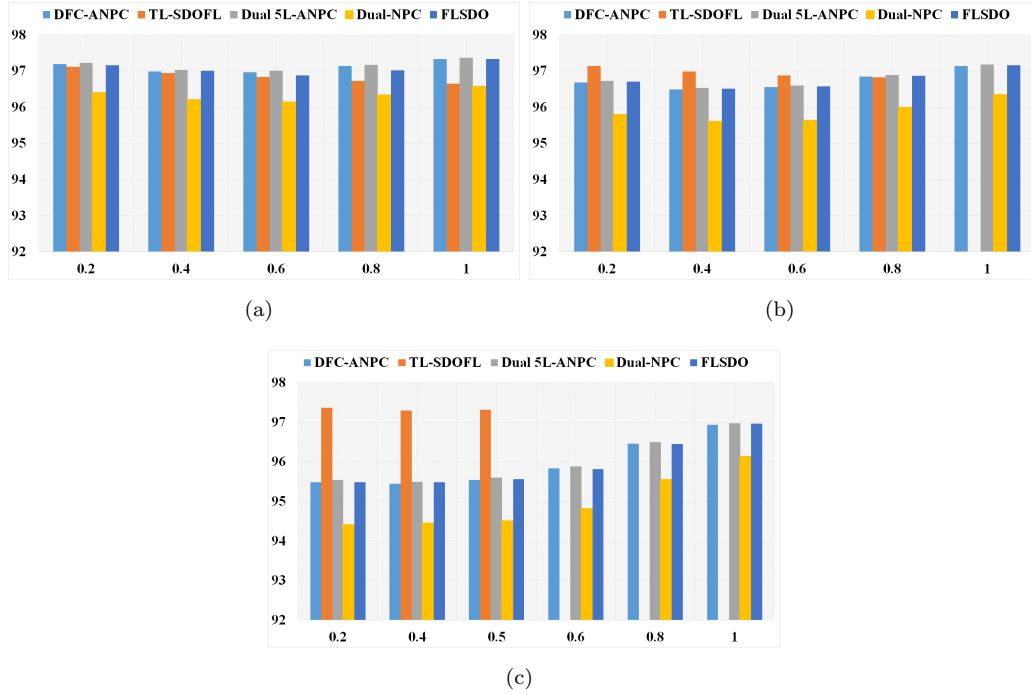 DFC-ANPC TL-SDOFL Dual 5L-ANPC Dual-NPC FLSDO
98
97
96
95
94
93
92
0.2 0.4 0.6 0.8 1
(a)
DFC-ANPC TL-SDOFL Dual 5L-ANPC Dual-NPC FLSDO
98
97
96
95
94
93
92
0.2 0.4 0.6 0.8 1
(b)
DFC-ANPC TL-SDOFL Dual 5L-ANPC Dual-NPC FLSDO
98
97
96
95
94
93
92
0.2 0.4 0.5 0.6 0.8 1
(c)